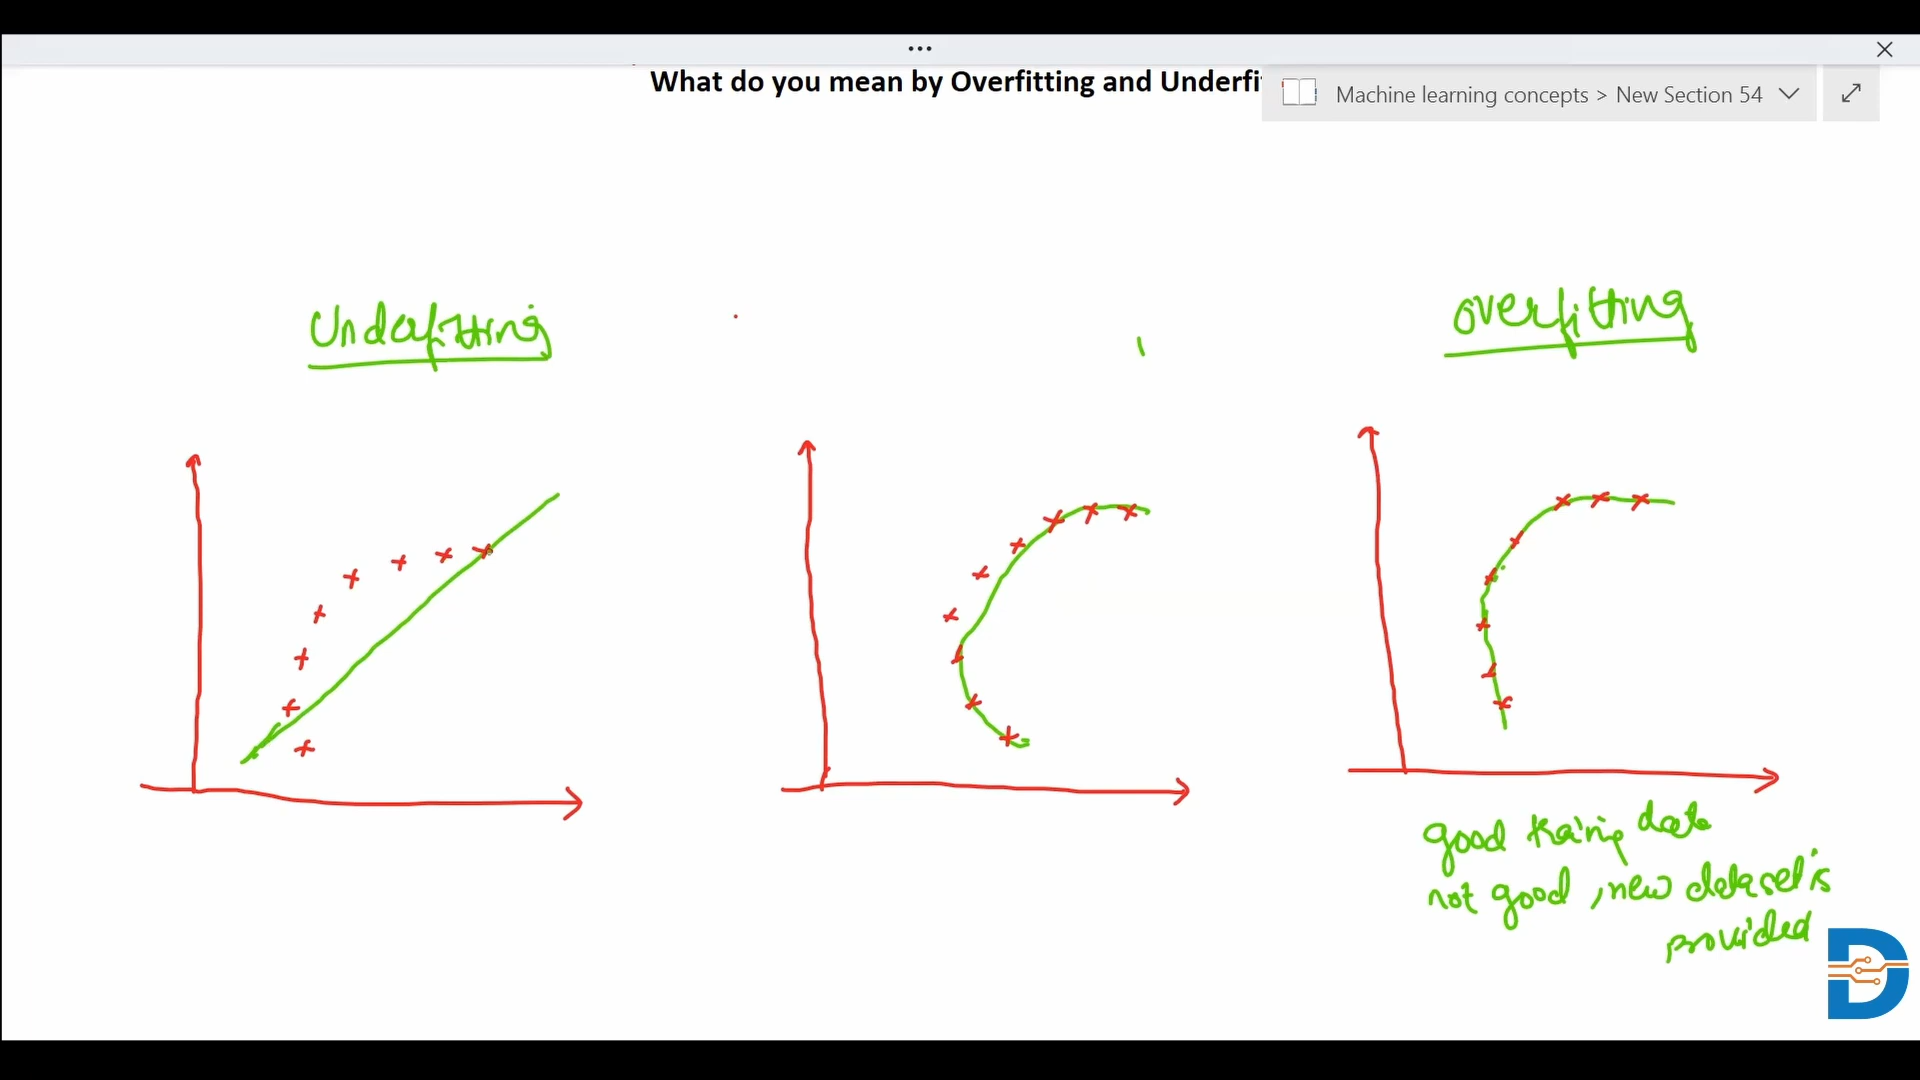 What do you mean by Overfitting and Underfi
Machine learning concepts > New Section 54
Underfitting
overfitting
good training data
not good , new dataset is
provided